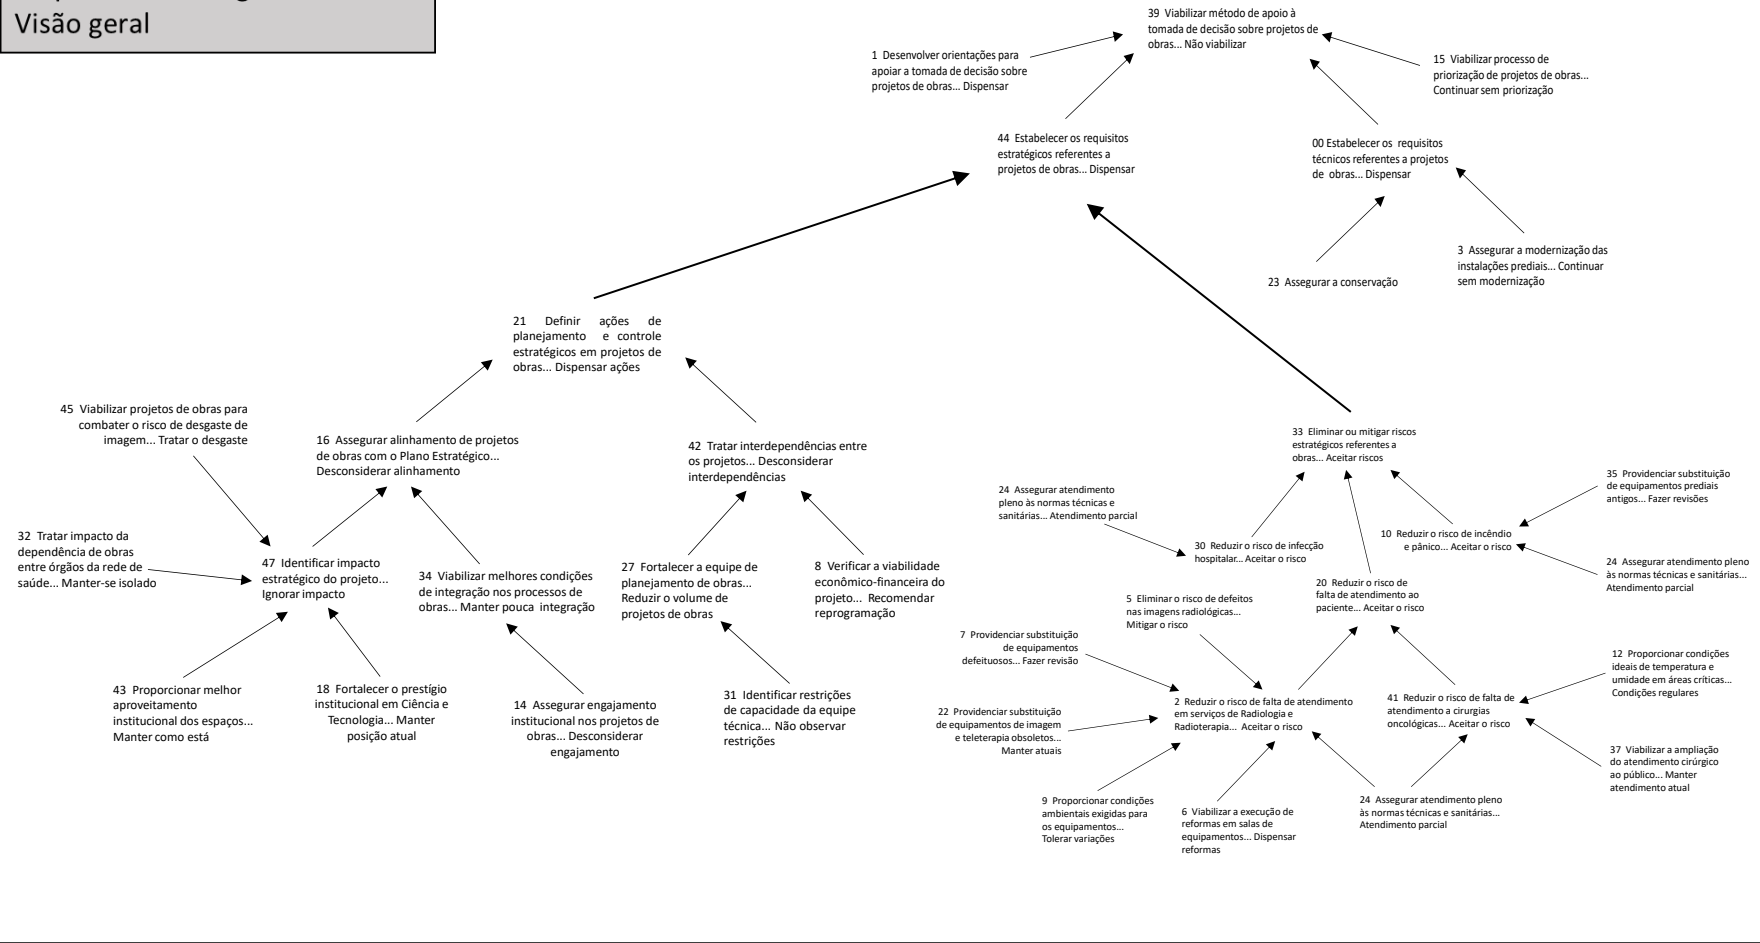 Visão geral
39 Viabilizar método de apoio à
tomada de decisão sobre projetos de
obras... Não viabilizar
1 Desenvolver orientações para
apoiar a tomada de decisão sobre
projetos de obras... Dispensar
15 Viabilizar processo de
priorização de projetos de obras...
Continuar sem priorização
44 Estabelecer os requisitos
estratégicos referentes a
projetos de obras... Dispensar
00 Estabelecer os requisitos
técnicos referentes a projetos
de obras... Dispensar
23 Assegurar a conservação
3 Assegurar a modernização das
instalações prediais... Continuar
sem modernização
21 Definir ações de
planejamento e controle
estratégicos em projetos de
obras... Dispensar ações
45 Viabilizar projetos de obras para
combater o risco de desgaste de
imagem... Tratar o desgaste
16 Assegurar alinhamento de projetos
de obras com o Plano Estratégico...
Desconsiderar alinhamento
42 Tratar interdependências entre
os projetos... Desconsiderar
interdependências
33 Eliminar ou mitigar riscos
estratégicos referentes a
obras... Aceitar riscos
24 Assegurar atendimento
pleno às normas técnicas e
sanitárias... Atendimento parcial
35 Providenciar substituição
de equipamentos prediais
antigos... Fazer revisões
32 Tratar impacto da
dependência de obras
entre órgãos da rede de
saúde... Manter-se isolado
47 Identificar impacto
estratégico do projeto...
Ignorar impacto
34 Viabilizar melhores condições
de integração nos processos de
obras... Manter pouca integração
27 Fortalecer a equipe de
planejamento de obras...
Reduzir o volume de
projetos de obras
8 Verificar a viabilidade
econômico-financeira do
projeto... Recomendar
reprogramação
30 Reduzir o risco de infecção
hospitalar... Aceitar o risco
10 Reduzir o risco de incêndio
e pânico... Aceitar o risco
24 Assegurar atendimento pleno
às normas técnicas e sanitárias...
Atendimento parcial
20 Reduzir o risco de
falta de atendimento ao
paciente... Aceitar o risco
5 Eliminar o risco de defeitos
nas imagens radiológicas...
Mitigar o risco
7 Providenciar substituição
de equipamentos
defeituosos... Fazer revisão
12 Proporcionar condições
ideais de temperatura e
umidade em áreas críticas...
Condições regulares
43 Proporcionar melhor
aproveitamento
institucional dos espaços...
Manter como está
18 Fortalecer o prestígio
institucional em Ciência e
Tecnologia... Manter
posição atual
14 Assegurar engajamento
institucional nos projetos de
obras... Desconsiderar
engajamento
31 Identificar restrições
de capacidade da equipe
técnica... Não observar
restrições
22 Providenciar substituição
de equipamentos de imagem
e teleterapia obsoletos...
Manter atuais
2 Reduzir o risco de falta de atendimento
em serviços de Radiologia e
Radioterapia... Aceitar o risco
41 Reduzir o risco de falta de
atendimento a cirurgias
oncológicas... Aceitar o risco
37 Viabilizar a ampliação
do atendimento cirúrgico
ao público... Manter
atendimento atual
9 Proporcionar condições
ambientais exigidas para
os equipamentos...
Tolerar variações
6 Viabilizar a execução de
reformas em salas de
equipamentos... Dispensar
reformas
24 Assegurar atendimento pleno
às normas técnicas e sanitárias...
Atendimento parcial